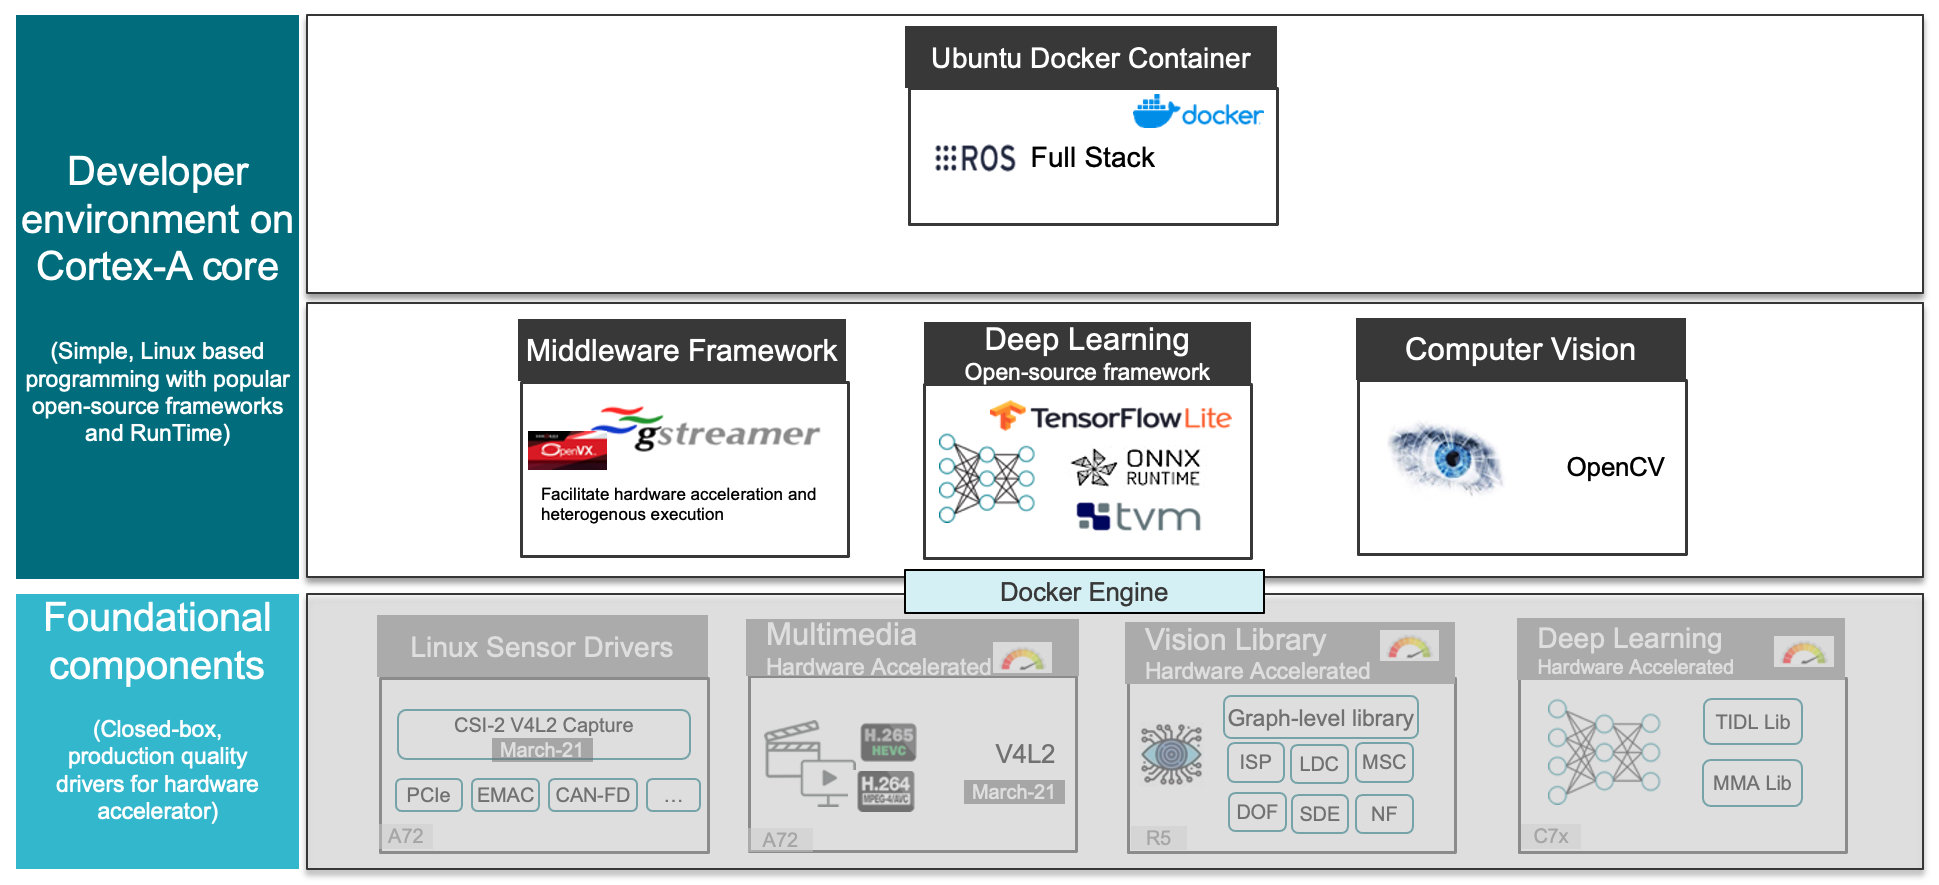 Developer
environment on
Cortex-A core
(Simple, Linux based
programming with popular
open-source frameworks
and RunTime)
Ubuntu Docker Container
docker
ROS Full Stack
Middleware Framework
gstreamer
OpenVX
Facilitate hardware acceleration and
heterogenous execution
Deep Learning
Open-source framework
TensorFlow Lite
ONNX
RUNTIME
tvm
Computer Vision
OpenCV
Docker Engine
Foundational
components
(Closed-box,
production quality
drivers for hardware
accelerator)
Linux Sensor Drivers
CSI-2 V4L2 Capture
March-21
PCIe EMAC CAN-FD ...
A72
Multimedia
Hardware Accelerated
H.265
HEVC
H.264
MPEG-4/AVC
V4L2
March-21
A72
Vision Library
Hardware Accelerated
Graph-level library
ISP LDC MSC
DOF SDE NF
R5
Deep Learning
Hardware Accelerated
TIDL Lib
MMA Lib
C7x